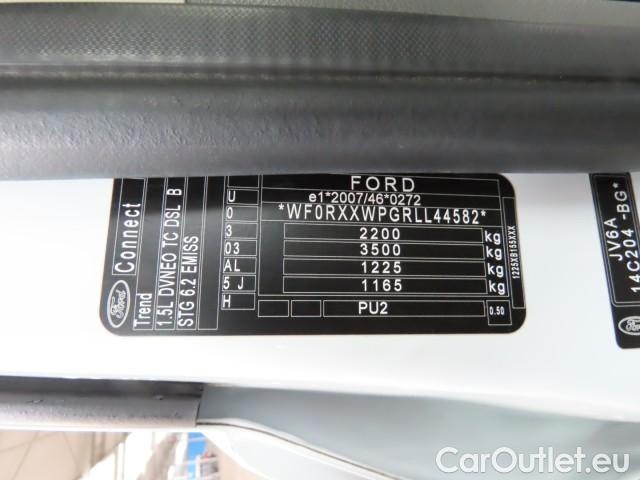 FORD
e1*2007/46*0272
*WF0RXXWPGRLL44582*
2200 kg
3500 kg
1225 kg
1165 kg
PU2
0.50
U
0
3
03
AL
5 J
H
Ford
Connect
Trend
1.5L DVNEO TC DSL B
STG 6.2 EMISS
1225XB155XXX
JV6A
14C204 -BG*
Ford
CarOutlet.eu